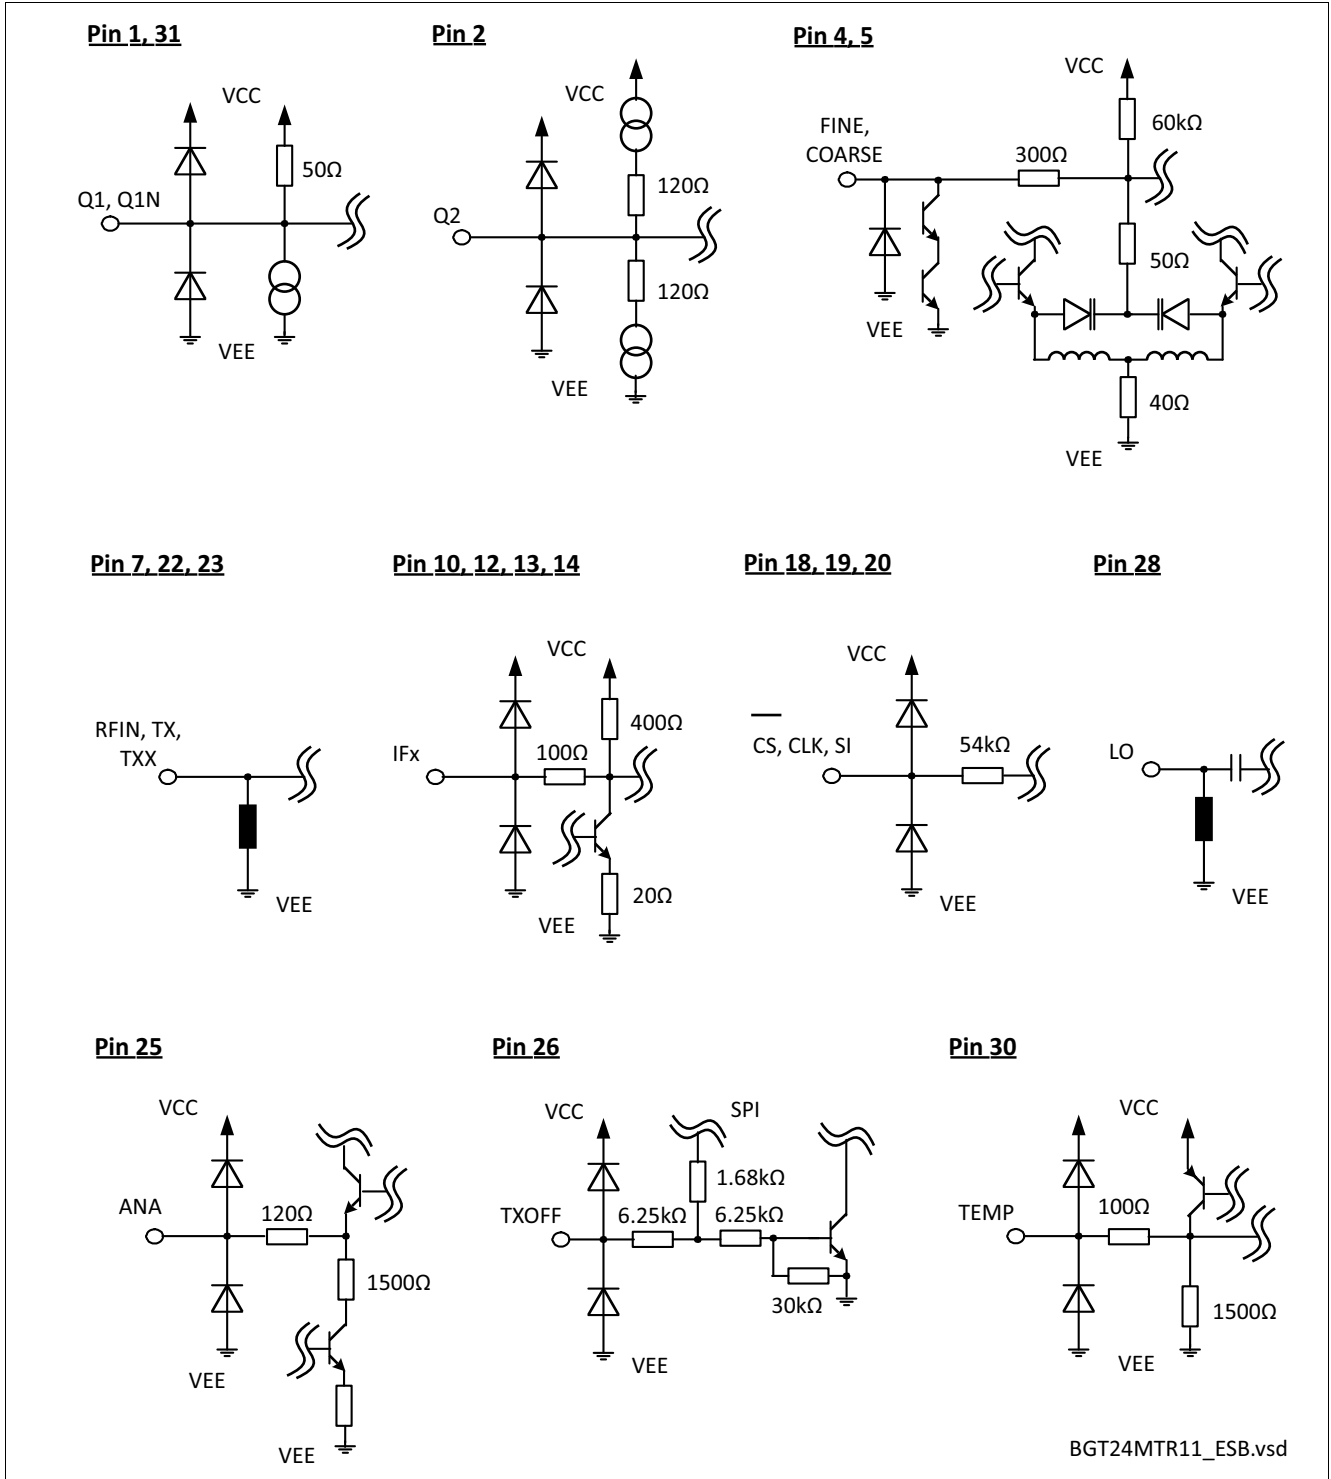 Pin 1, 31
VCC
50Ω
Q1, Q1N
VEE
Pin 2
VCC
120Ω
Q2
120Ω
VEE
Pin 4, 5
VCC
FINE,
COARSE
60kΩ
300Ω
50Ω
VEE
40Ω
VEE
Pin 7, 22, 23
RFIN, TX,
TXX
VEE
Pin 10, 12, 13, 14
VCC
400Ω
100Ω
IFx
20Ω
VEE
Pin 18, 19, 20
VCC
CS, CLK, SI
54kΩ
VEE
Pin 28
LO
VEE
Pin 25
VCC
ANA
120Ω
1500Ω
VEE
VEE
Pin 26
VCC
SPI
1.68kΩ
TXOFF
6.25kΩ
6.25kΩ
30kΩ
VEE
Pin 30
VCC
TEMP
100Ω
1500Ω
VEE
BGT24MTR11_ESB.vsd